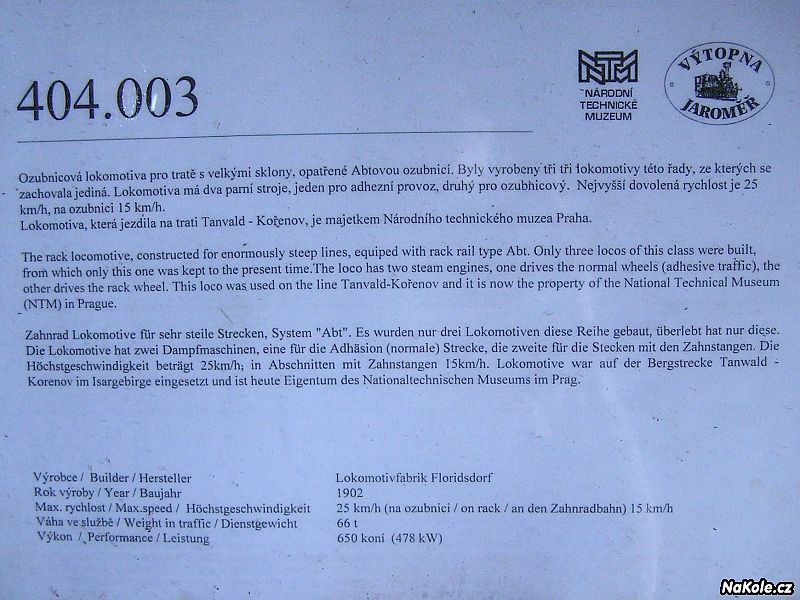 404.003
NTM
NÁRODNÍ
TECHNICKÉ
MUZEUM
VÝTOPNA
JAROMĚŘ
Ozubnicová lokomotiva pro tratě s velkými sklony, opatřené Abtovou ozubnicí. Byly vyrobeny tři tři lokomotivy této řady, ze kterých se
zachovala jediná. Lokomotiva má dva parní stroje, jeden pro adhezní provoz, druhý pro ozubhicový. Nejvyšší dovolená rychlost je 25
km/h, na ozubnici 15 km/h.
Lokomotiva, která jezdila na trati Tanvald - Kořenov, je majetkem Národního technického muzea Praha.
The rack locomotive, constructed for enormously steep lines, equiped with rack rail type Abt. Only three locos of this class were built,
from which only this one was kept to the present time.The loco has two steam engines, one drives the normal wheels (adhesive traffic), the
other drives the rack wheel. This loco was used on the line Tanvald-Kořenov and it is now the property of the National Technical Museum
(NTM) in Prague.
Zahnrad Lokomotive für sehr steile Strecken, System "Abt". Es wurden nur drei Lokomotiven diese Reihe gebaut, überlebt hat nur diese.
Die Lokomotive hat zwei Dampfmaschinen, eine für die Adhäsion (normale) Strecke, die zweite für die Stecken mit den Zahnstangen. Die
Höchstgeschwindigkeit beträgt 25km/h; in Abschnitten mit Zahnstangen 15km/h. Lokomotive war auf der Bergstrecke Tanwald -
Korenov im Isargebirge eingesetzt und ist heute Eigentum des Nationaltechnischen Museums im Prag.
Výrobce / Builder / Hersteller Lokomotivfabrik Floridsdorf
Rok výroby / Year / Baujahr 1902
Max. rychlost / Max.speed / Höchstgeschwindigkeit 25 km/h (na ozubnici / on rack / an den Zahnradbahn) 15 km/h
Váha ve službě / Weight in traffic / Dienstgewicht 66 t
Výkon / Performance / Leistung 650 koní (478 kW)
NaKole.cz